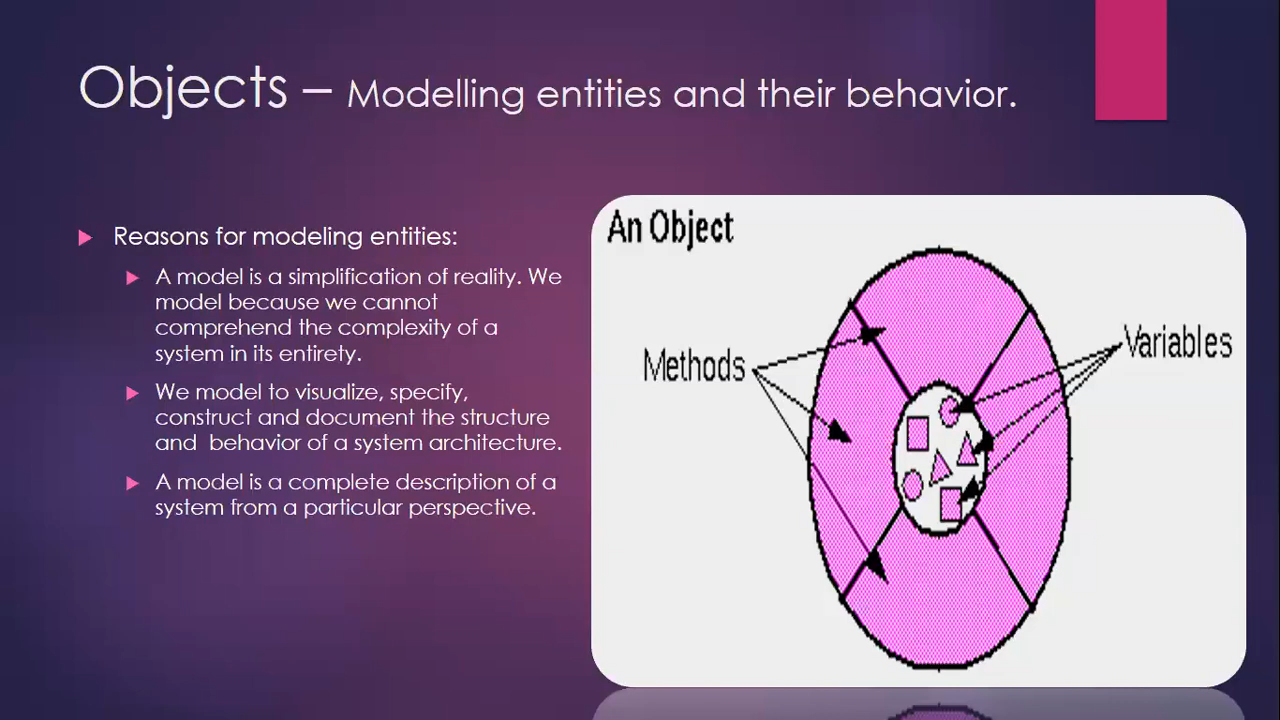 Objects – Modelling entities and their behavior.
Reasons for modeling entities:
A model is a simplification of reality. We
model because we cannot
comprehend the complexity of a
system in its entirety.
We model to visualize, specify,
construct and document the structure
and behavior of a system architecture.
A model is a complete description of a
system from a particular perspective.
An Object
Methods
Variables